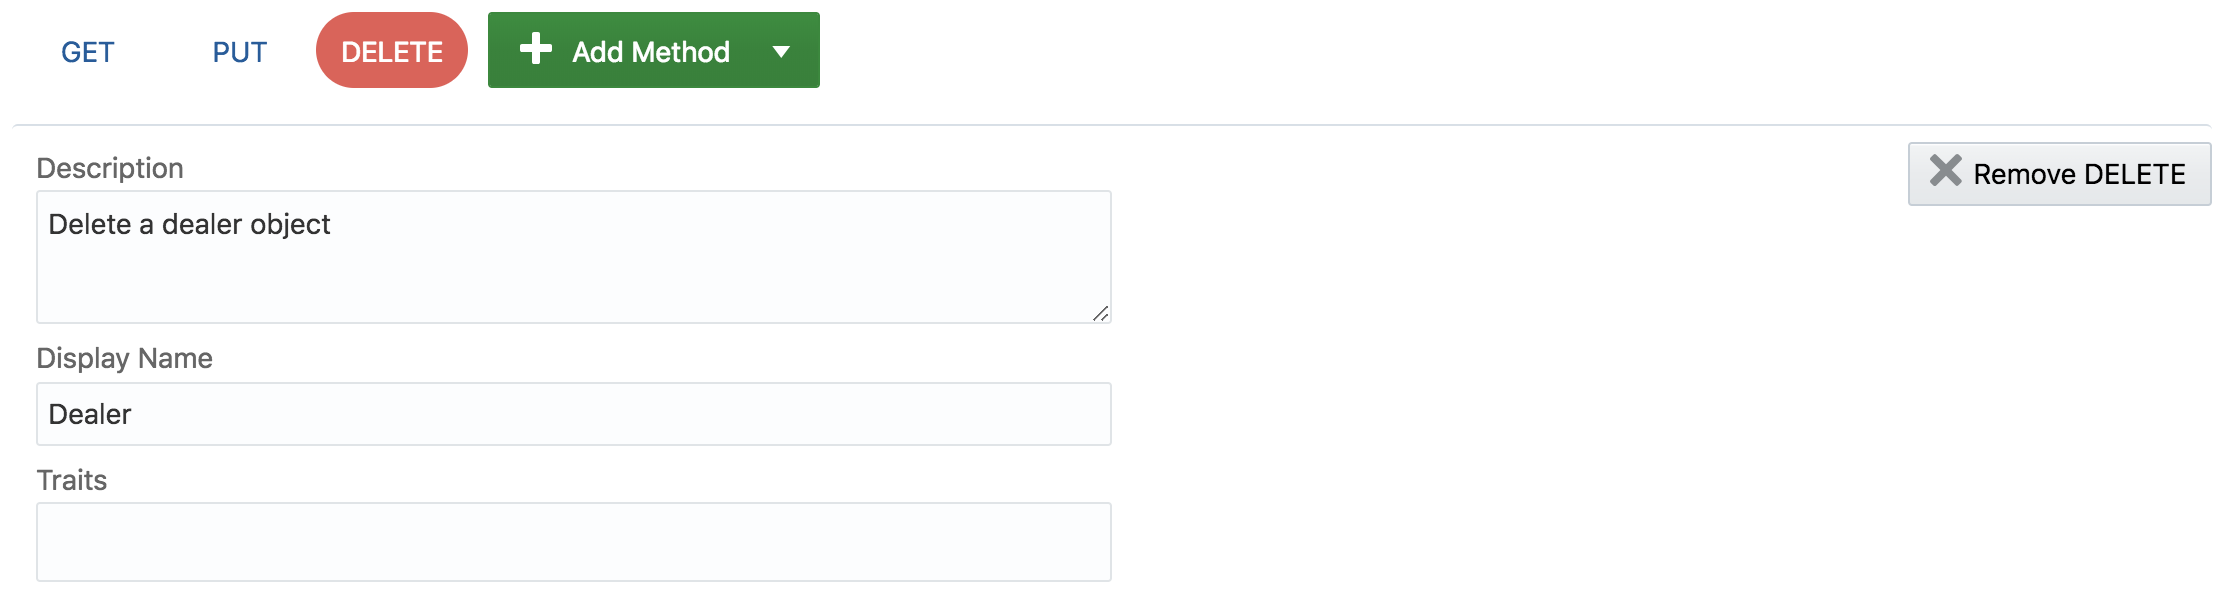 GET PUT DELETE Add Method
Description
Remove DELETE
Delete a dealer object
Display Name
Dealer
Traits